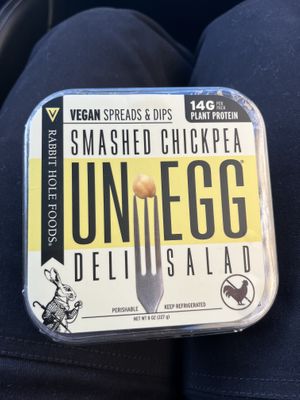 VEGAN SPREADS & DIPS
14G PER PACK
PLANT PROTEIN
SMASHED CHICKPEA
UN EGG®
DELI SALAD
RABBIT HOLE FOODS®
PERISHABLE KEEP REFRIGERATED
NET WT 8 OZ (227 g)